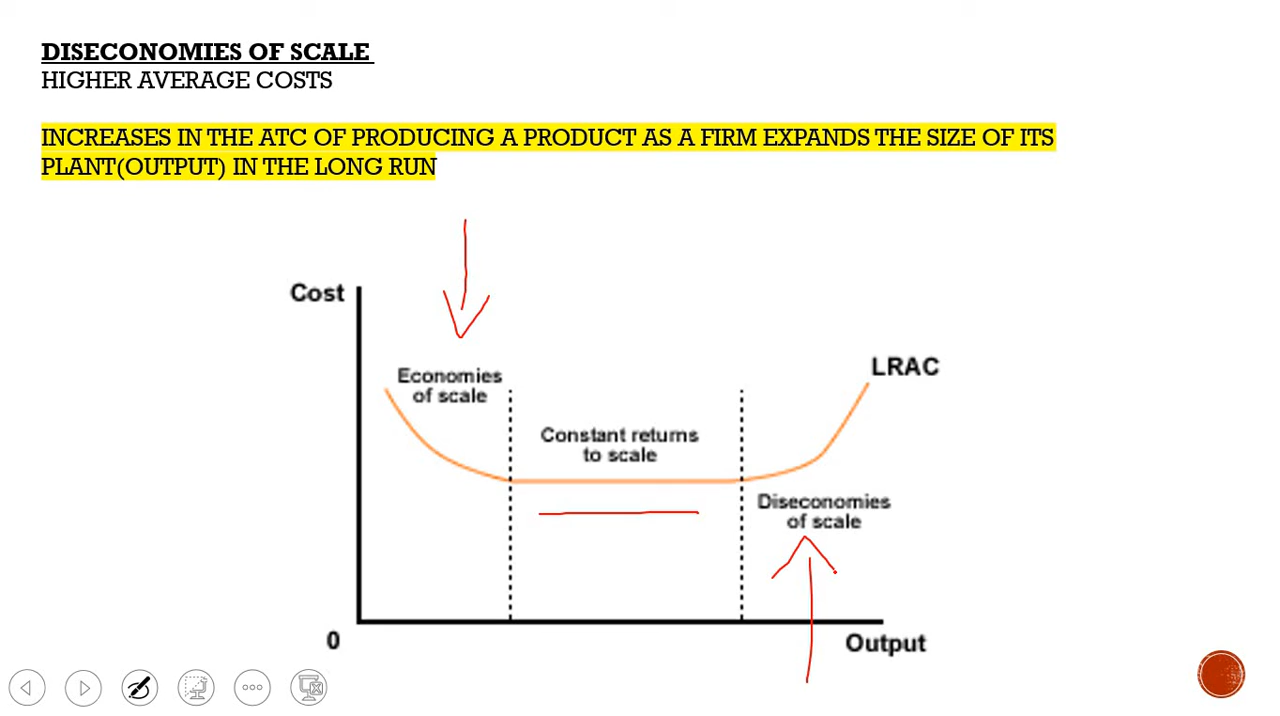 DISECONOMIES OF SCALE
HIGHER AVERAGE COSTS
INCREASES IN THE ATC OF PRODUCING A PRODUCT AS A FIRM EXPANDS THE SIZE OF ITS
PLANT(OUTPUT) IN THE LONG RUN
Cost
LRAC
Economies
of scale
Constant returns
to scale
Diseconomies
of scale
0
Output